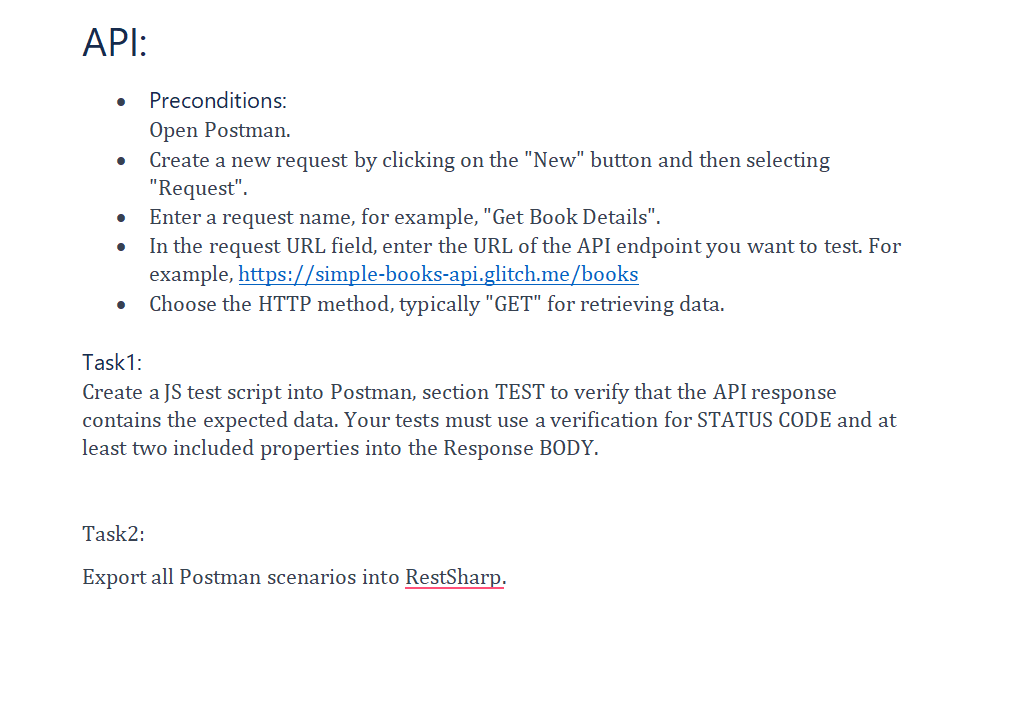 API:
• Preconditions:
Open Postman.
• Create a new request by clicking on the "New" button and then selecting
"Request".
• Enter a request name, for example, "Get Book Details".
• In the request URL field, enter the URL of the API endpoint you want to test. For
example, https://simple-books-api.glitch.me/books
• Choose the HTTP method, typically "GET" for retrieving data.
Task1:
Create a JS test script into Postman, section TEST to verify that the API response
contains the expected data. Your tests must use a verification for STATUS CODE and at
least two included properties into the Response BODY.
Task2:
Export all Postman scenarios into RestSharp.